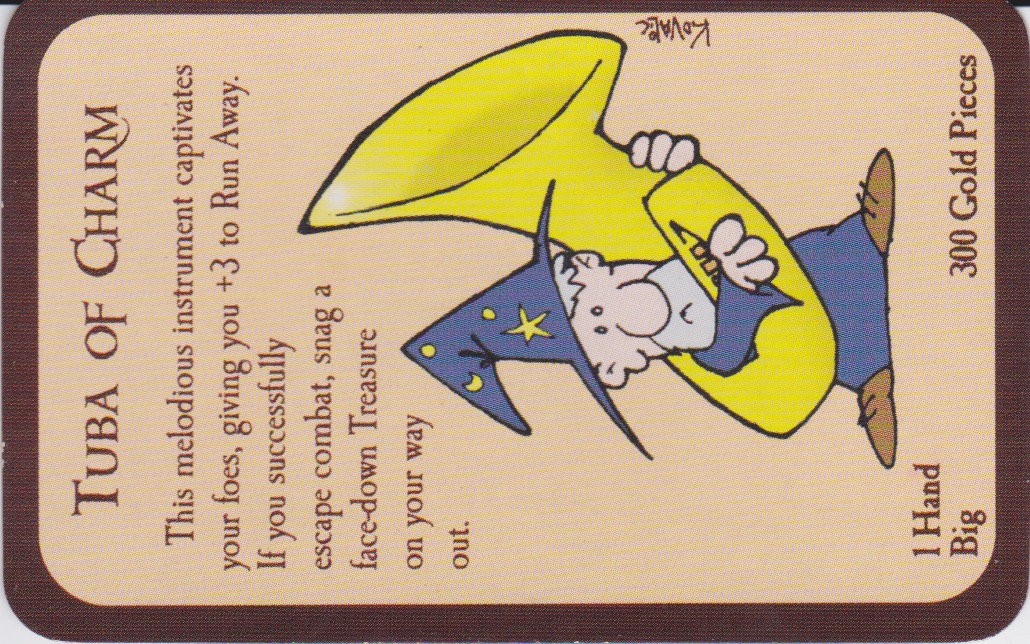 TUBA OF CHARM
This melodious instrument captivates
your foes, giving you +3 to Run Away.
If you successfully
escape combat, snag a
face-down Treasure
on your way
out.
KOVALIC
1 Hand
Big
300 Gold Pieces